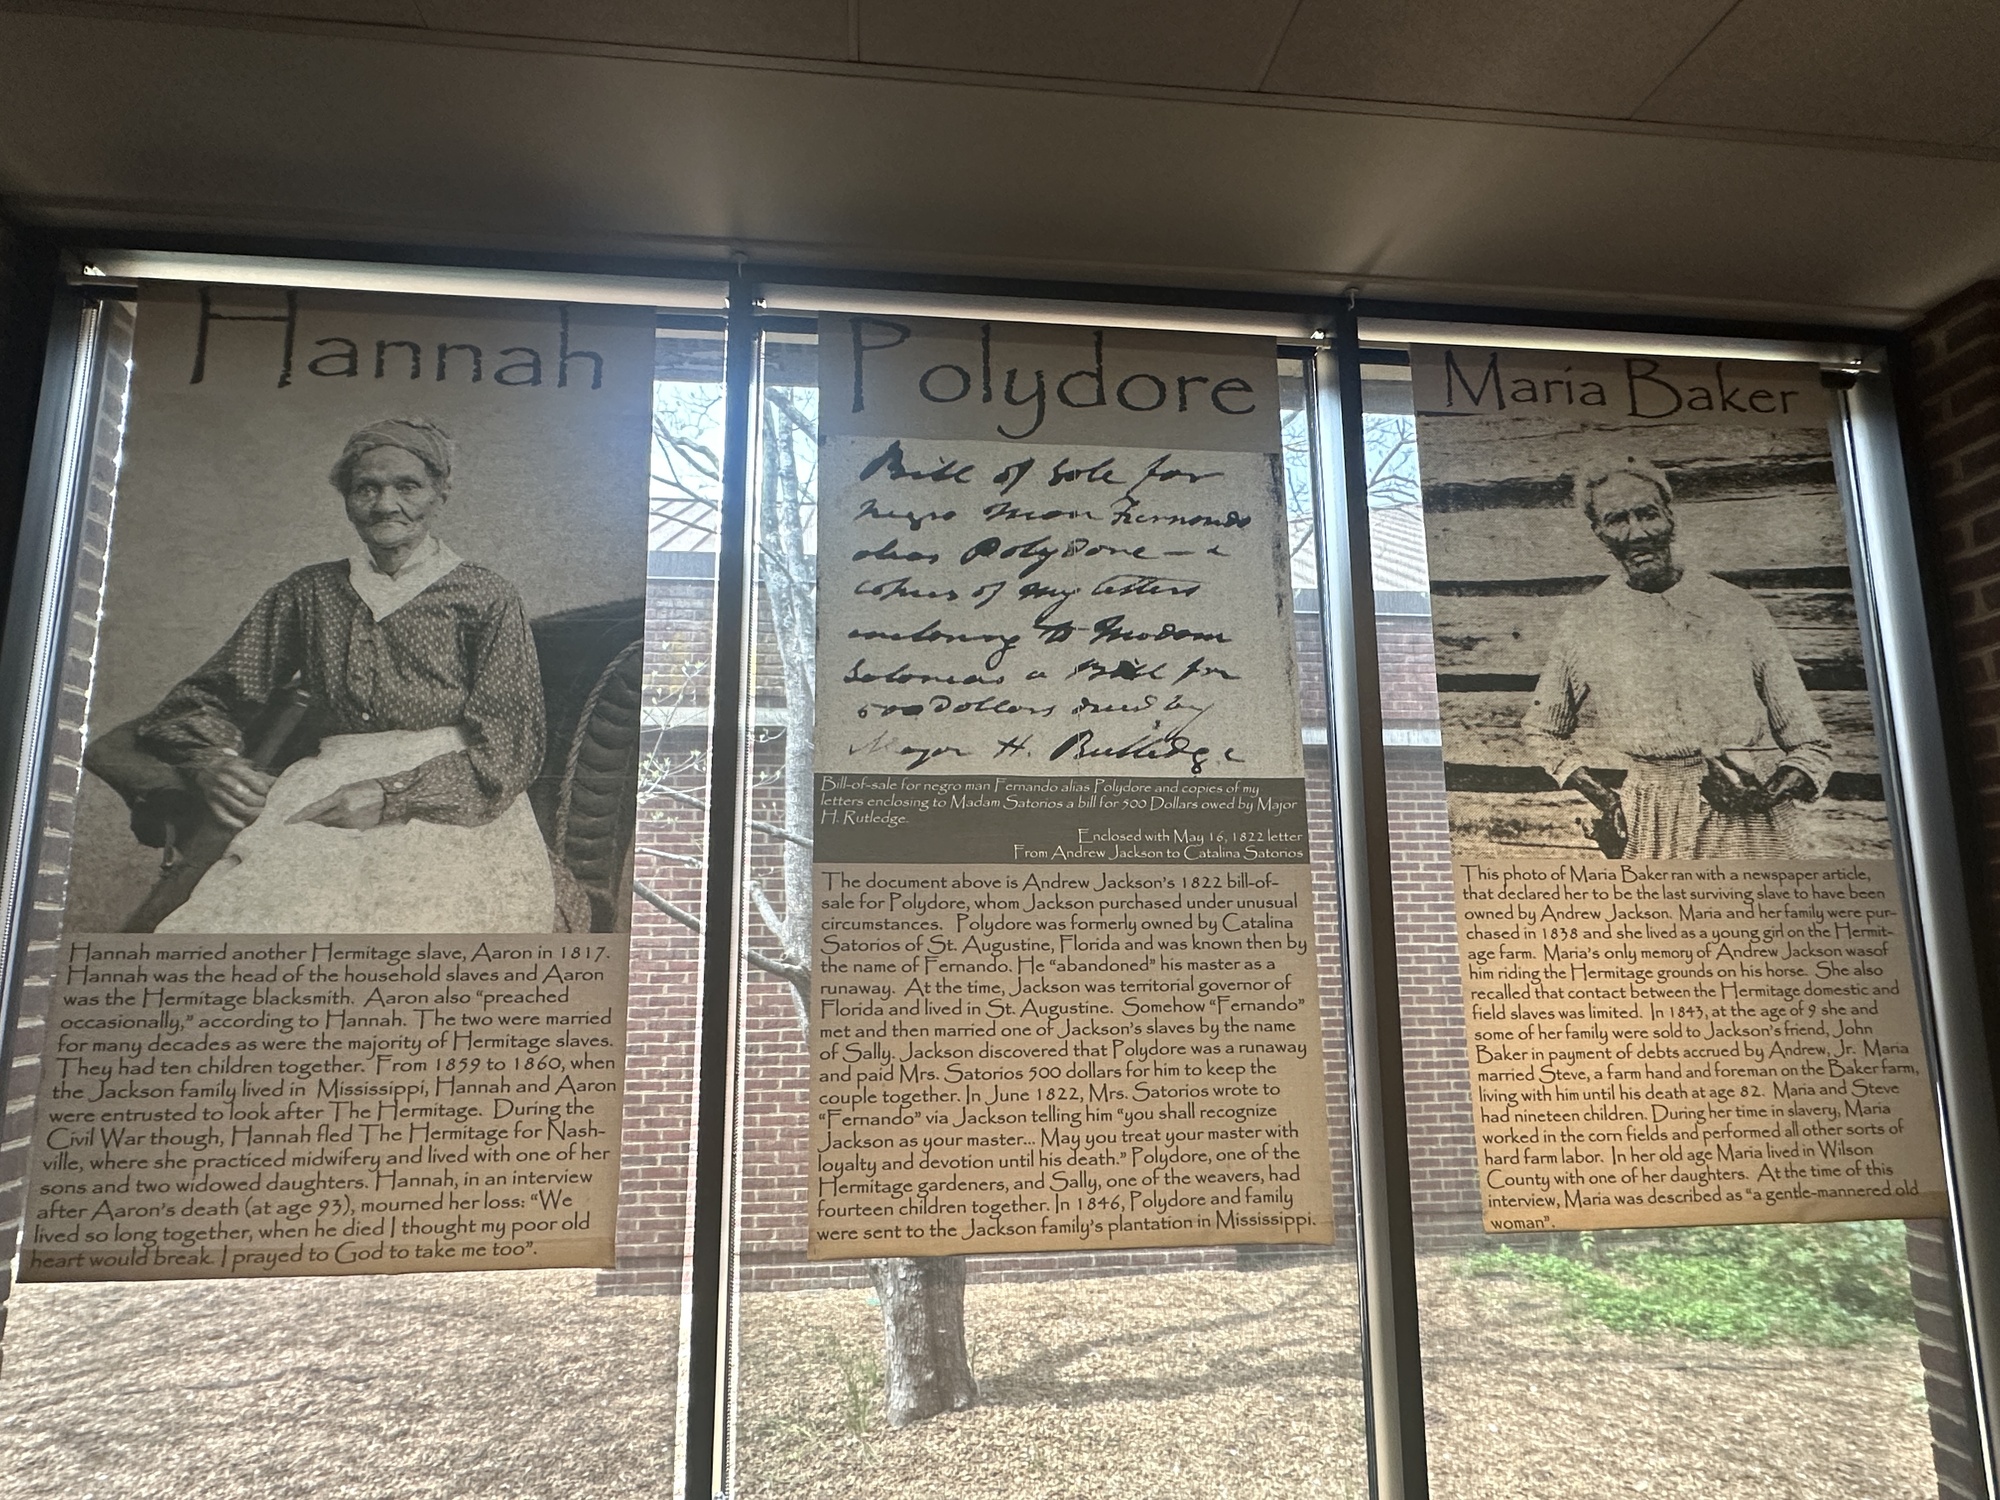 Hannah
Hannah married another Hermitage slave, Aaron in 1817.
Hannah was the head of the household slaves and Aaron
was the Hermitage blacksmith. Aaron also “preached
occasionally,” according to Hannah. The two were married
for many decades as were the majority of Hermitage slaves.
They had ten children together. From 1859 to 1860, when
the Jackson family lived in Mississippi, Hannah and Aaron
were entrusted to look after The Hermitage. During the
Civil War though, Hannah fled The Hermitage for Nash-
ville, where she practiced midwifery and lived with one of her
sons and two widowed daughters. Hannah, in an interview
after Aaron's death (at age 93), mourned her loss: “We
lived so long together, when he died I thought my poor old
heart would break. I prayed to God to take me too”.
Polydore
Bill of Sale for
negro man Fernando
alias Polydore — &
copies of my letters
enclosing to Madam
Satorios a Bill for
500 Dollars owed by
Major H. Rutledge
Bill-of-sale for negro man Fernando alias Polydore and copies of my
letters enclosing to Madam Satorios a bill for 500 Dollars owed by Major
H. Rutledge.
Enclosed with May 16, 1822 letter
From Andrew Jackson to Catalina Satorios
The document above is Andrew Jackson's 1822 bill-of-
sale for Polydore, whom Jackson purchased under unusual
circumstances. Polydore was formerly owned by Catalina
Satorios of St. Augustine, Florida and was known then by
the name of Fernando. He “abandoned” his master as a
runaway. At the time, Jackson was territorial governor of
Florida and lived in St. Augustine. Somehow “Fernando”
met and then married one of Jackson's slaves by the name
of Sally. Jackson discovered that Polydore was a runaway
and paid Mrs. Satorios 500 dollars for him to keep the
couple together. In June 1822, Mrs. Satorios wrote to
“Fernando” via Jackson telling him “you shall recognize
Jackson as your master... May you treat your master with
loyalty and devotion until his death.” Polydore, one of the
Hermitage gardeners, and Sally, one of the weavers, had
fourteen children together. In 1846, Polydore and family
were sent to the Jackson family's plantation in Mississippi.
Maria Baker
This photo of Maria Baker ran with a newspaper article,
that declared her to be the last surviving slave to have been
owned by Andrew Jackson. Maria and her family were pur-
chased in 1838 and she lived as a young girl on the Hermit-
age farm. Maria's only memory of Andrew Jackson wasof
him riding the Hermitage grounds on his horse. She also
recalled that contact between the Hermitage domestic and
field slaves was limited. In 1843, at the age of 9 she and
some of her family were sold to Jackson's friend, John
Baker in payment of debts accrued by Andrew, Jr. Maria
married Steve, a farm hand and foreman on the Baker farm,
living with him until his death at age 82. Maria and Steve
had nineteen children. During her time in slavery, Maria
worked in the corn fields and performed all other sorts of
hard farm labor. In her old age Maria lived in Wilson
County with one of her daughters. At the time of this
interview, Maria was described as “a gentle-mannered old
woman”.